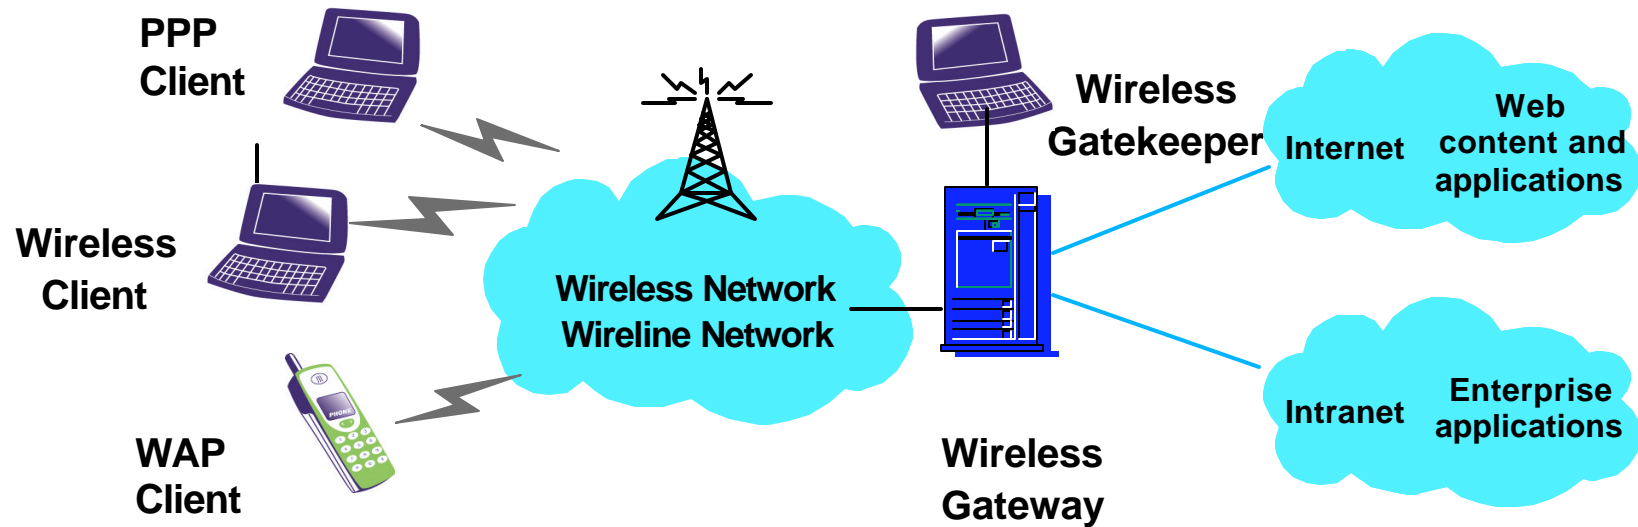 PPP
Client
Wireless
Client
WAP
Client
PHONE
Wireless Network
Wireline Network
Wireless
Gatekeeper
Wireless
Gateway
Internet
Web
content and
applications
Intranet
Enterprise
applications